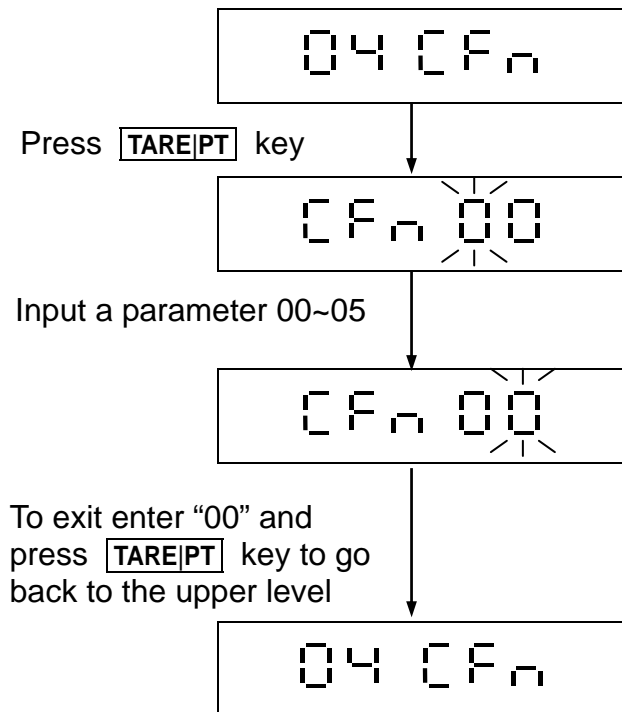 04 CFn
Press TARE|PT key
CFn 00
Input a parameter 00~05
CFn 00
To exit enter “00” and
press TARE|PT key to go
back to the upper level
04 CFn